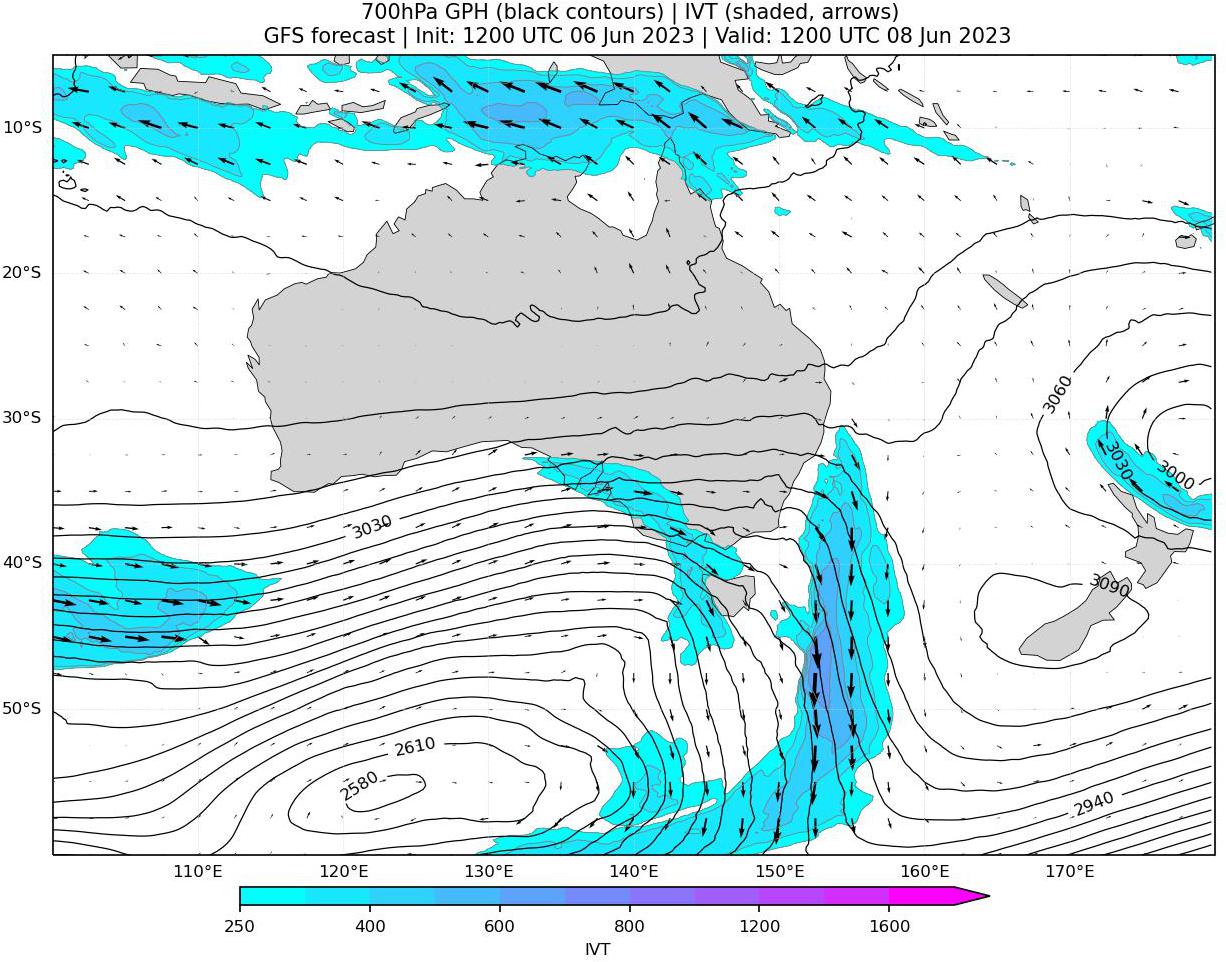 700hPa GPH (black contours) | IVT (shaded, arrows)
GFS forecast | Init: 1200 UTC 06 Jun 2023 | Valid: 1200 UTC 08 Jun 2023
10°S
20°S
30°S
40°S
50°S
3060
3030
3000
3030
3090
2610
2580
2940
110°E
120°E
130°E
140°E
150°E
160°E
170°E
250
400
600
800
1200
1600
IVT